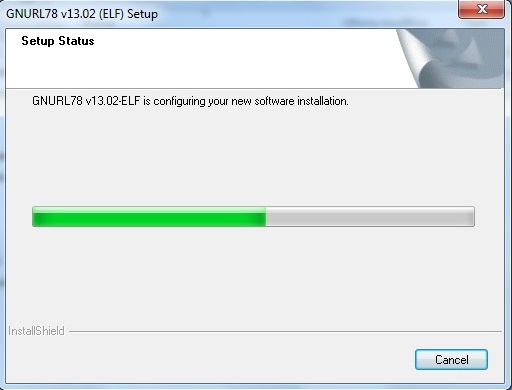 GNURL78 v13.02 (ELF) Setup
Setup Status
GNURL78 v13.02-ELF is configuring your new software installation.
InstallShield
Cancel